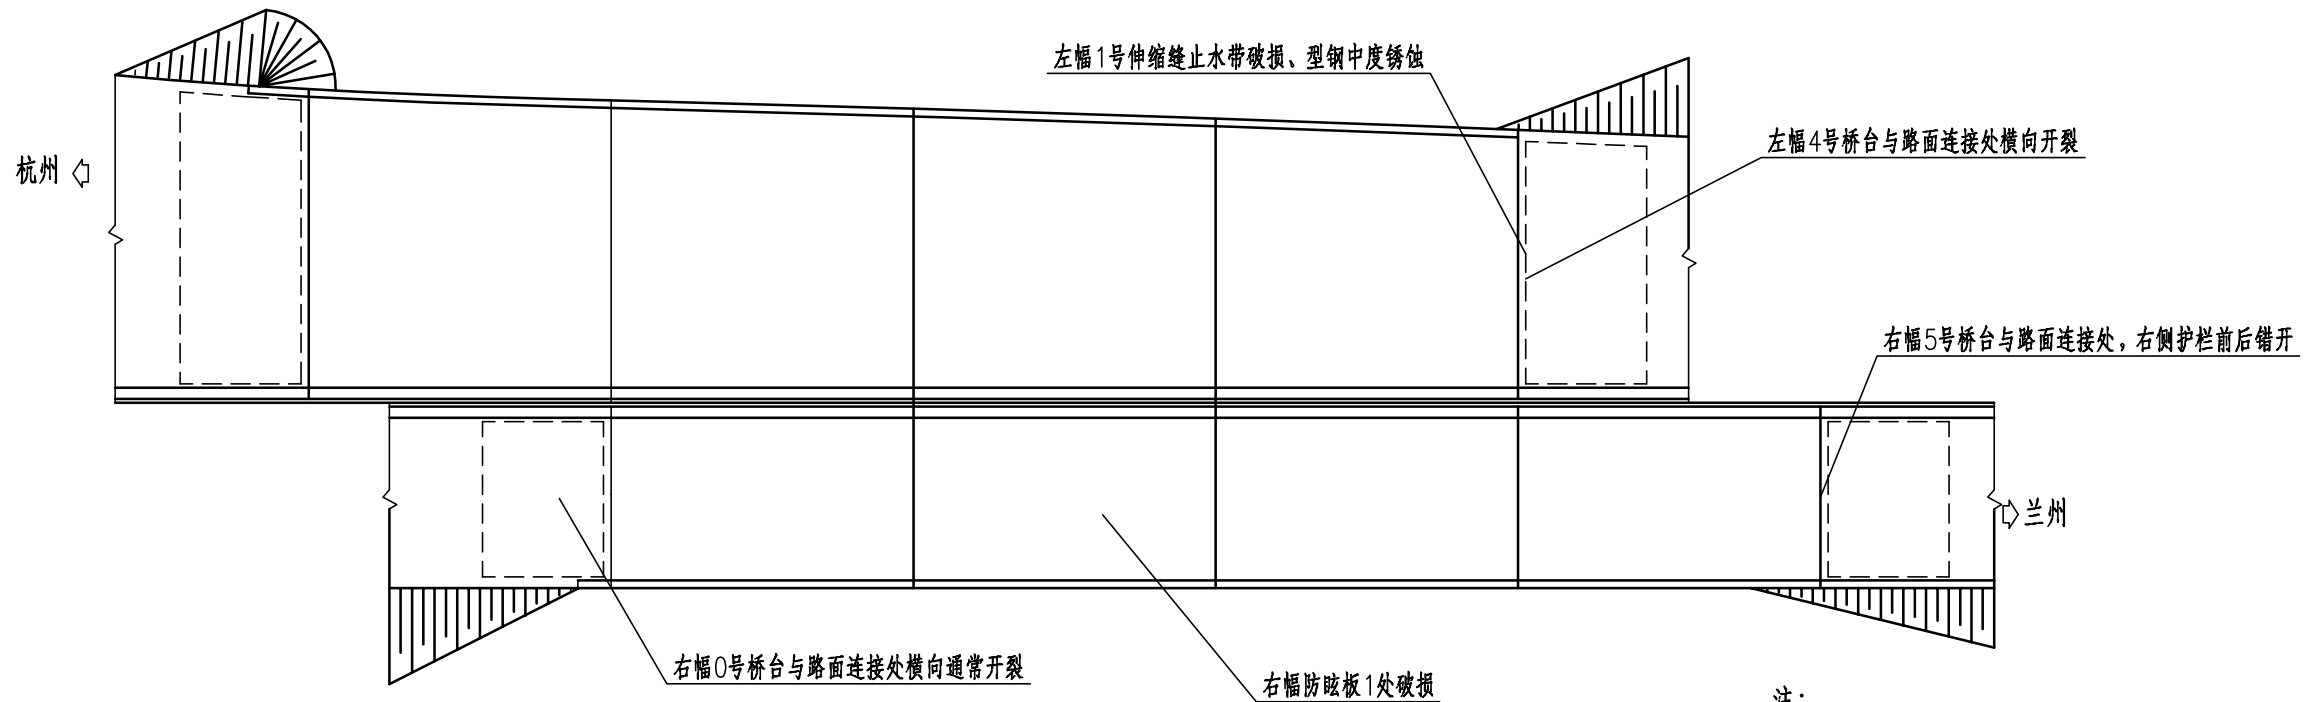 左幅1号伸缩缝止水带破损、型钢中度锈蚀
左幅4号桥台与路面连接处横向开裂
杭州
右幅5号桥台与路面连接处，右侧护栏前后错开
兰州
右幅0号桥台与路面连接处横向通常开裂
右幅防眩板1处破损
注：